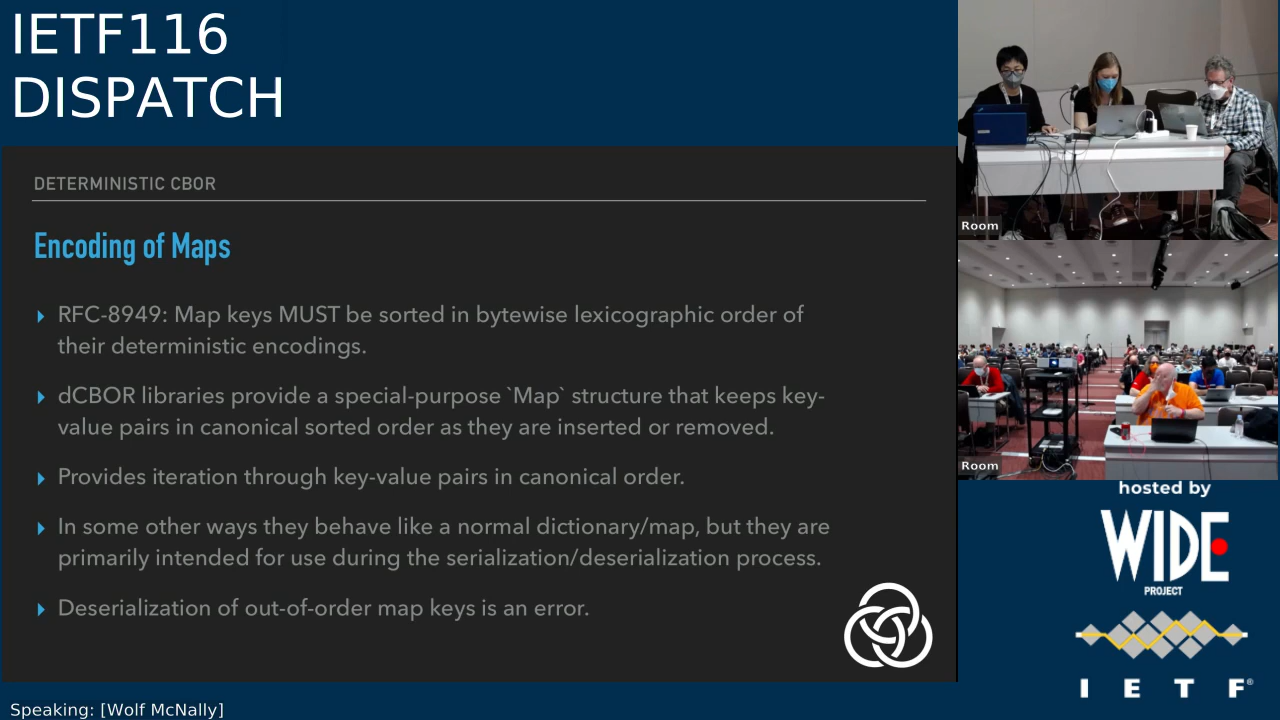 IETF116
DISPATCH
DETERMINISTIC CBOR
Encoding of Maps
RFC-8949: Map keys MUST be sorted in bytewise lexicographic order of
their deterministic encodings.
dCBOR libraries provide a special-purpose `Map` structure that keeps key-
value pairs in canonical sorted order as they are inserted or removed.
Provides iteration through key-value pairs in canonical order.
In some other ways they behave like a normal dictionary/map, but they are
primarily intended for use during the serialization/deserialization process.
Deserialization of out-of-order map keys is an error.
Speaking: [Wolf McNally]
Room
Room
hosted by
WIDE
PROJECT
I E T F®